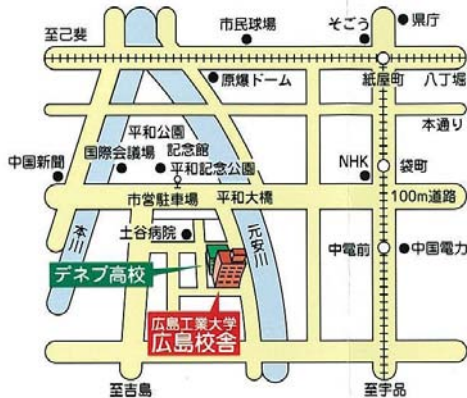 至己斐
市民球場
そごう
県庁
原爆ドーム
紙屋町
八丁堀
本通り
平和公園
国際会議場
記念館
平和記念公園
中国新聞
NHK
袋町
市営駐車場
平和大橋
100m道路
本川
土谷病院
元安川
デネブ高校
中電前
中国電力
広島工業大学
広島校舎
至吉島
至宇品